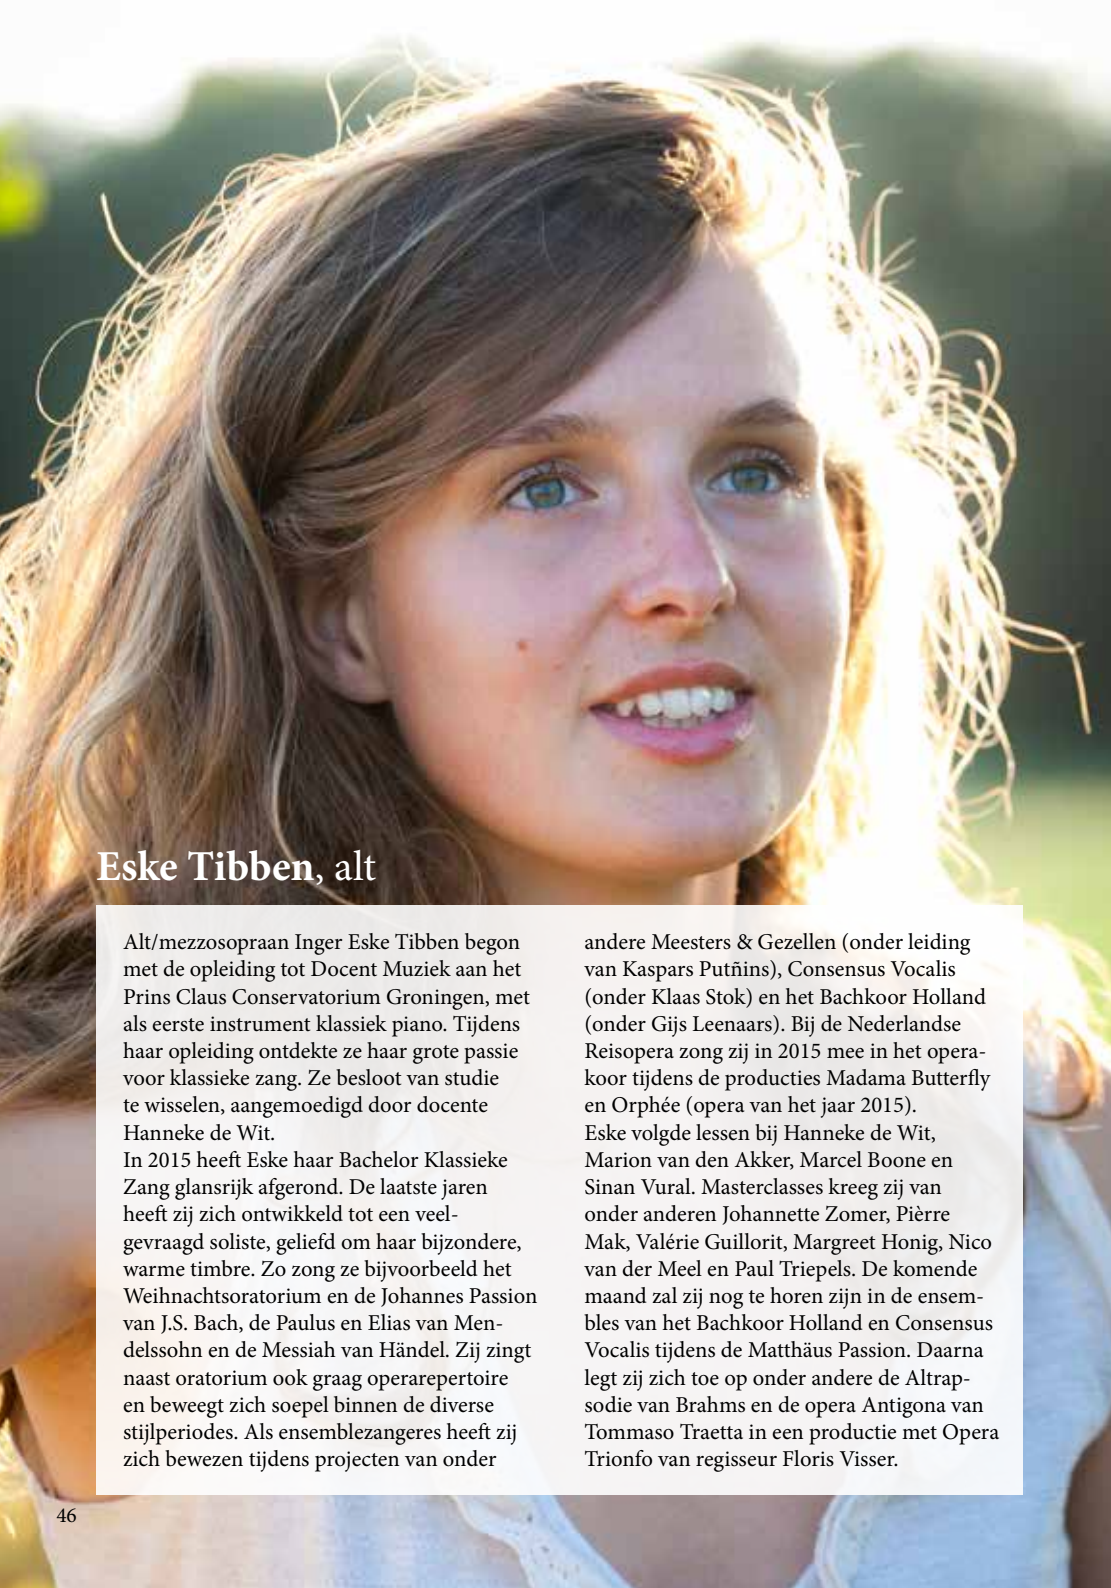 Eske Tibben, alt
Alt/mezzosopraan Inger Eske Tibben begon
met de opleiding tot Docent Muziek aan het
Prins Claus Conservatorium Groningen, met
als eerste instrument klassiek piano. Tijdens
haar opleiding ontdekte ze haar grote passie
voor klassieke zang. Ze besloot van studie
te wisselen, aangemoedigd door docente
Hanneke de Wit.
In 2015 heeft Eske haar Bachelor Klassieke
Zang glansrijk afgerond. De laatste jaren
heeft zij zich ontwikkeld tot een veel-
gevraagd soliste, geliefd om haar bijzondere,
warme timbre. Zo zong ze bijvoorbeeld het
Weihnachtsoratorium en de Johannes Passion
van J.S. Bach, de Paulus en Elias van Men-
delssohn en de Messiah van Händel. Zij zingt
naast oratorium ook graag operarepertoire
en beweegt zich soepel binnen de diverse
stijlperiodes. Als ensemblezangeres heeft zij
zich bewezen tijdens projecten van onder
andere Meesters & Gezellen (onder leiding
van Kaspars Putñins), Consensus Vocalis
(onder Klaas Stok) en het Bachkoor Holland
(onder Gijs Leenaars). Bij de Nederlandse
Reisopera zong zij in 2015 mee in het opera-
koor tijdens de producties Madama Butterfly
en Orphée (opera van het jaar 2015).
Eske volgde lessen bij Hanneke de Wit,
Marion van den Akker, Marcel Boone en
Sinan Vural. Masterclasses kreeg zij van
onder anderen Johannette Zomer, Pièrre
Mak, Valérie Guillorit, Margreet Honig, Nico
van der Meel en Paul Triepels. De komende
maand zal zij nog te horen zijn in de ensem-
bles van het Bachkoor Holland en Consensus
Vocalis tijdens de Matthäus Passion. Daarna
legt zij zich toe op onder andere de Altrap-
sodie van Brahms en de opera Antigona van
Tommaso Traetta in een productie met Opera
Trionfo van regisseur Floris Visser.
46